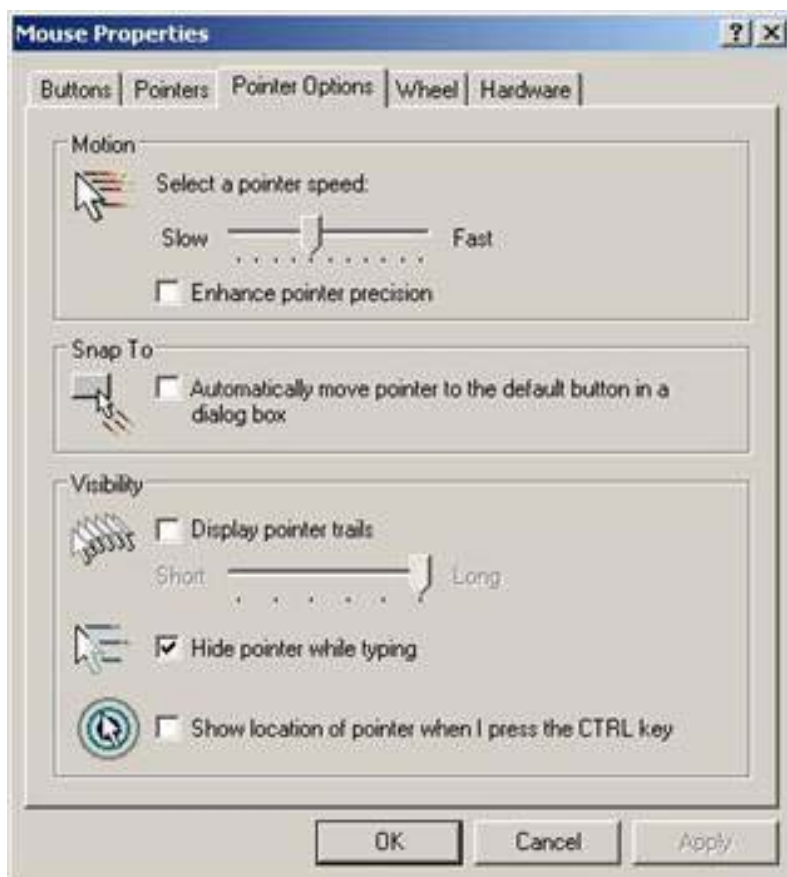 Mouse Properties
Buttons Pointers Pointer Options Wheel Hardware
Motion
Select a pointer speed:
Slow Fast
Enhance pointer precision
Snap To
Automatically move pointer to the default button in a
dialog box
Visibility
Display pointer trails
Short Long
Hide pointer while typing
Show location of pointer when I press the CTRL key
OK Cancel Apply